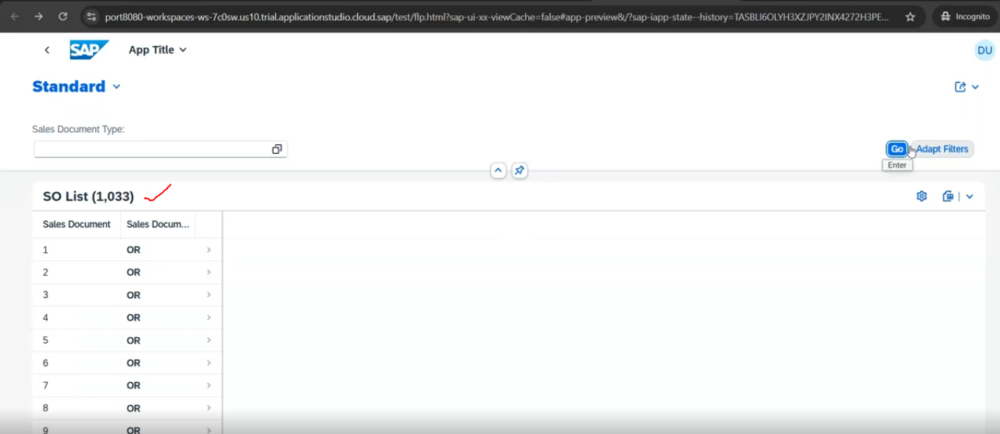 port8080-workspaces-ws-7c0sw.us10.trial.applicationstudio.cloud.sap/test/flp.html?sap-ui-xx-viewCache=false#app-preview&/?sap-iapp-state--history=TASBLI6OLYH3XZJPY2INX4272H3PE...
Incognito
SAP App Title
DU
Standard
Sales Document Type:
Go Adapt Filters
Enter
SO List (1,033)
Sales Document Sales Docum...
1 OR
2 OR
3 OR
4 OR
5 OR
6 OR
7 OR
8 OR
9 OR